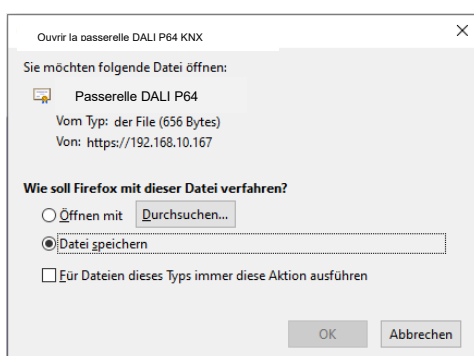 Ouvrir la passerelle DALI P64 KNX
Sie möchten folgende Datei öffnen:
Passerelle DALI P64
Vom Typ: der File (656 Bytes)
Von: https://192.168.10.167
Wie soll Firefox mit dieser Datei verfahren?
Öffnen mit Durchsuchen...
Datei speichern
Für Dateien dieses Typs immer diese Aktion ausführen
OK Abbrechen